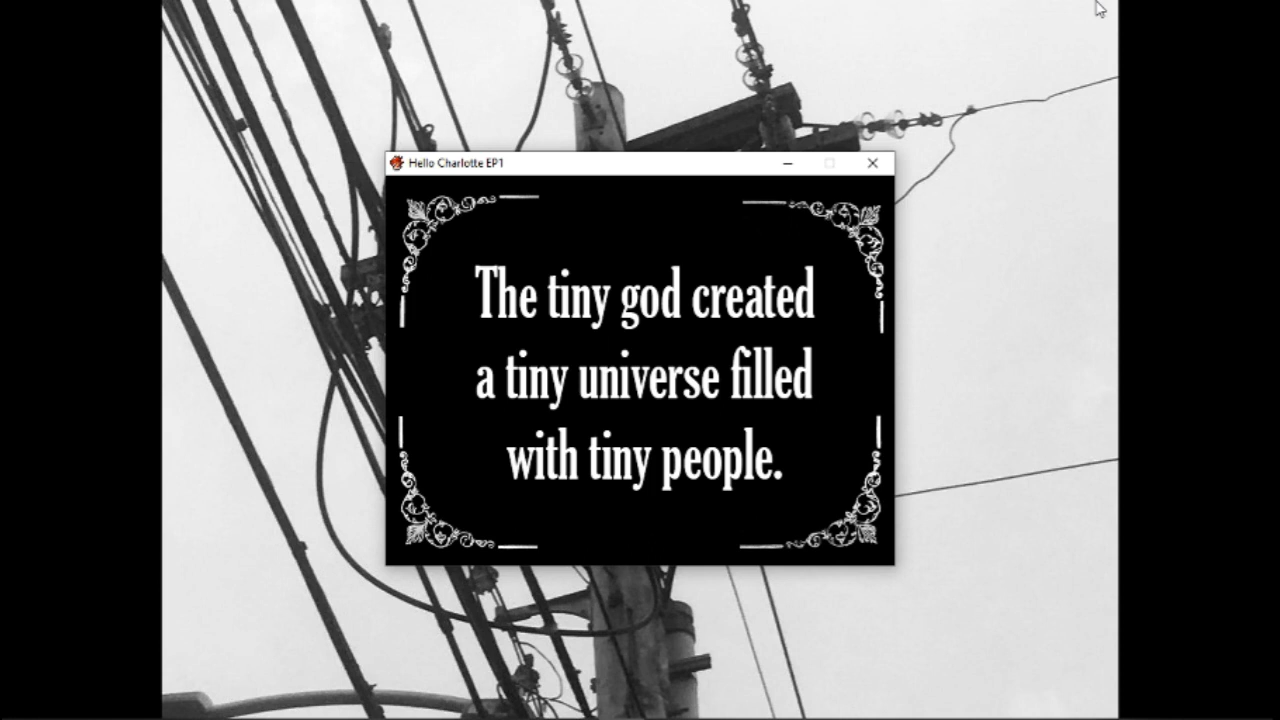 Hello Charlotte EP1
The tiny god created
a tiny universe filled
with tiny people.